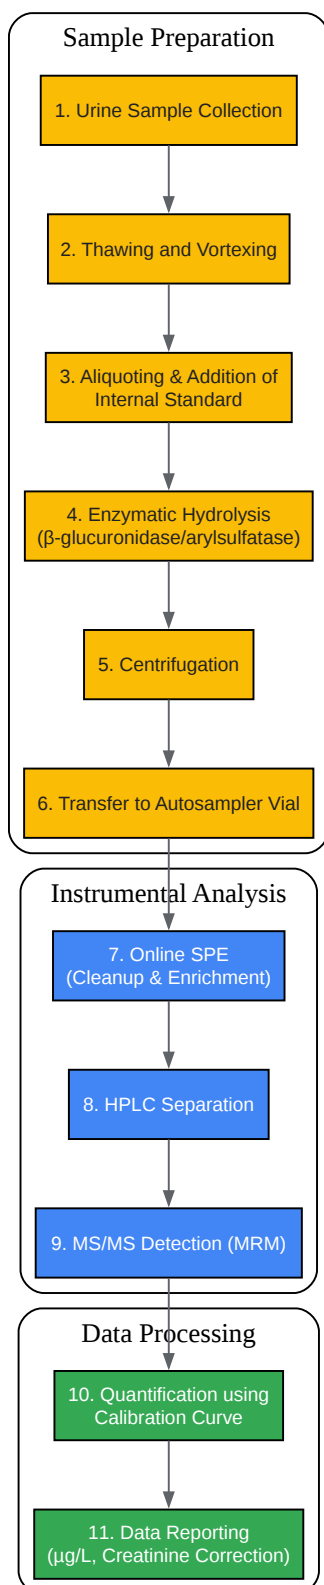 Sample Preparation
1. Urine Sample Collection
2. Thawing and Vortexing
3. Aliquoting & Addition of
Internal Standard
4. Enzymatic Hydrolysis
(β-glucuronidase/arylsulfatase)
5. Centrifugation
6. Transfer to Autosampler Vial
Instrumental Analysis
7. Online SPE
(Cleanup & Enrichment)
8. HPLC Separation
9. MS/MS Detection (MRM)
Data Processing
10. Quantification using
Calibration Curve
11. Data Reporting
(µg/L, Creatinine Correction)